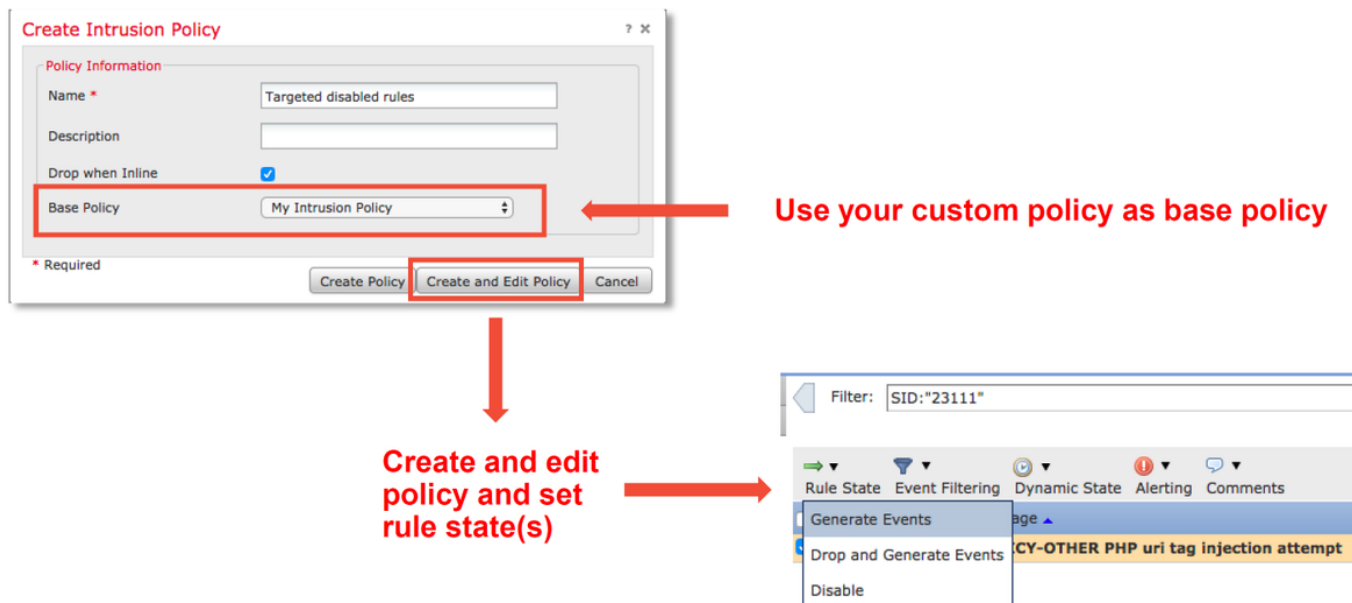 Create Intrusion Policy
? ×
Policy Information
Name *
Targeted disabled rules
Description
Drop when Inline
Base Policy
My Intrusion Policy
* Required
Create Policy
Create and Edit Policy
Cancel
Use your custom policy as base policy
Create and edit
policy and set
rule state(s)
Filter: SID:"23111"
Rule State Event Filtering Dynamic State Alerting Comments
Generate Events
Drop and Generate Events
Disable
CY-OTHER PHP uri tag injection attempt